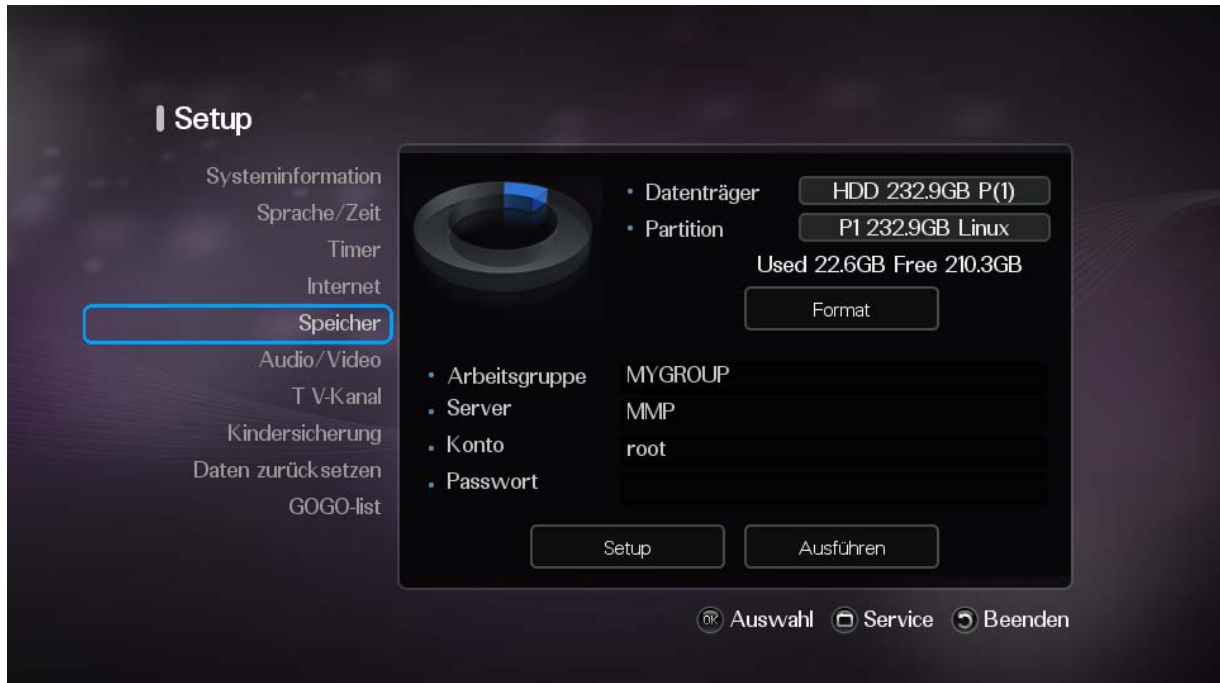 Setup
Systeminformation
Sprache/Zeit
Timer
Internet
Speicher
Audio/Video
T V-Kanal
Kindersicherung
Daten zurücksetzen
GOGO-list
Datenträger HDD 232.9GB P(1)
Partition P1 232.9GB Linux
Used 22.6GB Free 210.3GB
Format
Arbeitsgruppe MYGROUP
Server MMP
Konto root
Passwort
Setup Ausführen
OK Auswahl Service Beenden